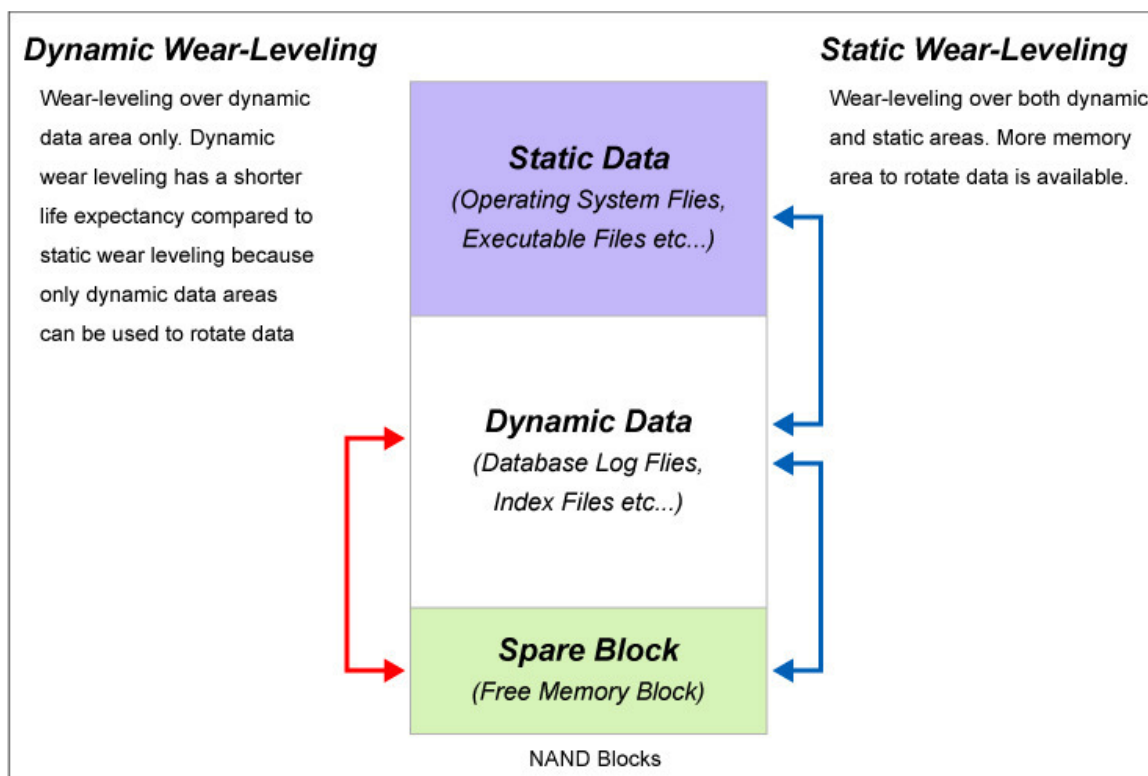 Dynamic Wear-Leveling
Wear-leveling over dynamic
data area only. Dynamic
wear leveling has a shorter
life expectancy compared to
static wear leveling because
only dynamic data areas
can be used to rotate data
Static Data
(Operating System Flies,
Executable Files etc...)
Dynamic Data
(Database Log Flies,
Index Files etc...)
Spare Block
(Free Memory Block)
NAND Blocks
Static Wear-Leveling
Wear-leveling over both dynamic
and static areas. More memory
area to rotate data is available.